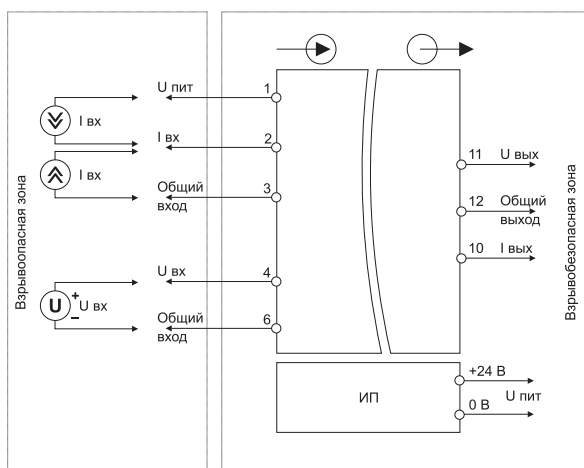 U пит
1
I вх
I вх
2
11
U вых
I вх
Общий
вход
3
12
Общий
выход
10
I вых
U вх
4
U
+
–
U вх
Общий
вход
6
+24 В
ИП
U пит
0 В
Взрывоопасная зона
Взрывобезопасная зона